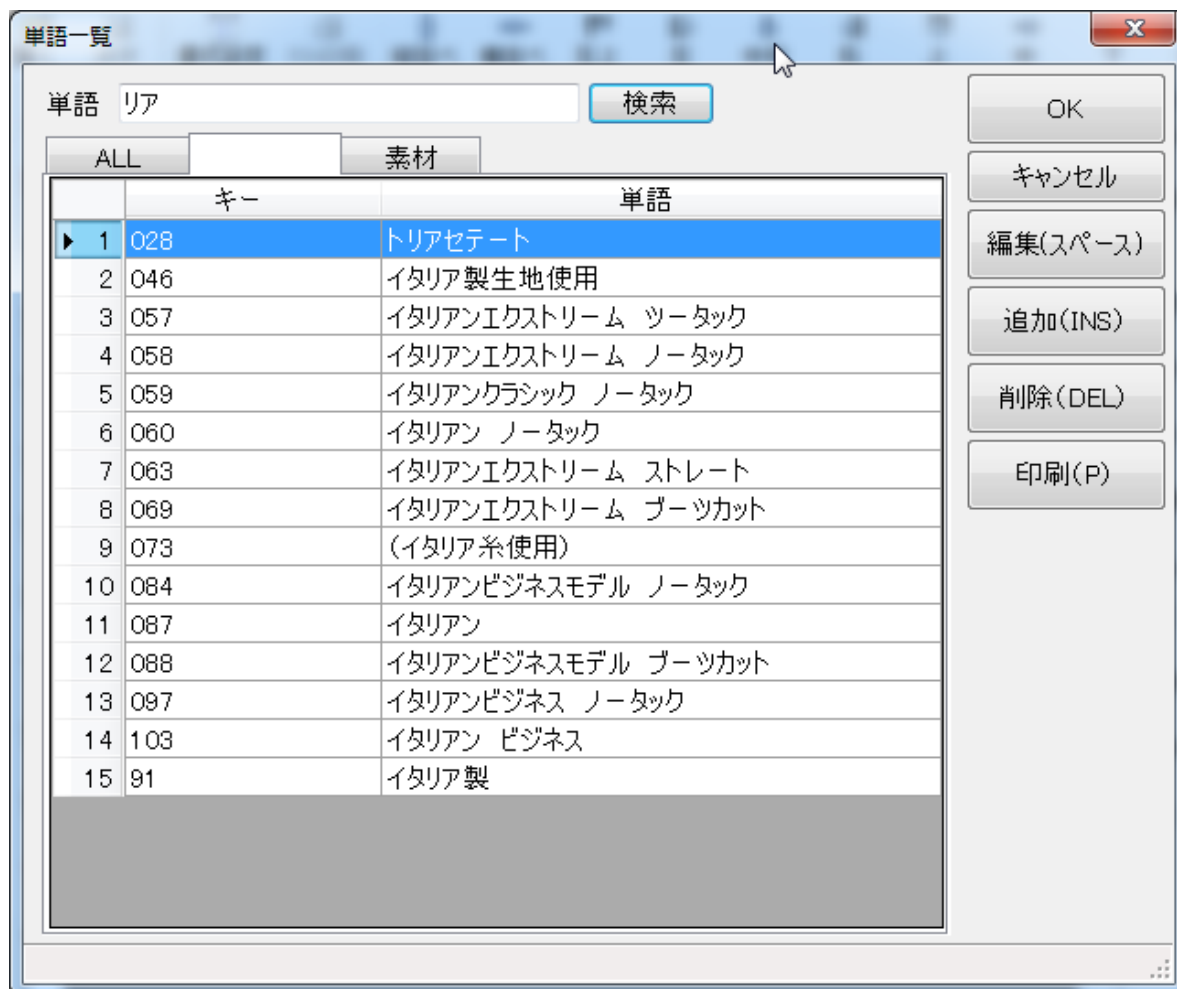 単語一覧
単語 リア 検索
ALL 素材
キー 単語
1 028 トリアセテート
2 046 イタリア製生地使用
3 057 イタリアンエクストリーム ツータック
4 058 イタリアンエクストリーム ノータック
5 059 イタリアンクラシック ノータック
6 060 イタリアン ノータック
7 063 イタリアンエクストリーム ストレート
8 069 イタリアンエクストリーム ブーツカット
9 073 (イタリア糸使用)
10 084 イタリアンビジネスモデル ノータック
11 087 イタリアン
12 088 イタリアンビジネスモデル ブーツカット
13 097 イタリアンビジネス ノータック
14 103 イタリアン ビジネス
15 91 イタリア製
OK
キャンセル
編集(スペース)
追加(INS)
削除(DEL)
印刷(P)